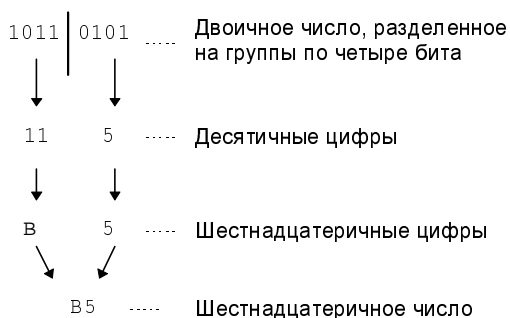 1011 0101 ..... Двоичное число, разделенное
на группы по четыре бита
11 5 ..... Десятичные цифры
B 5 ..... Шестнадцатеричные цифры
B5 ..... Шестнадцатеричное число